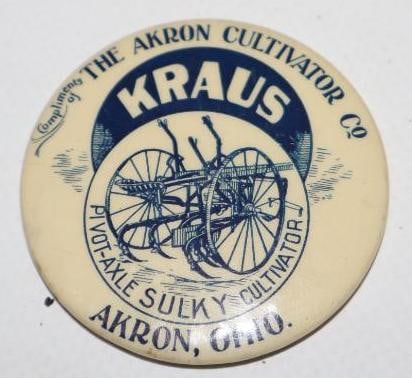 Compliments of
THE AKRON CULTIVATOR CO
KRAUS
PIVOT-AXLE SULKY CULTIVATOR
AKRON, OHIO.